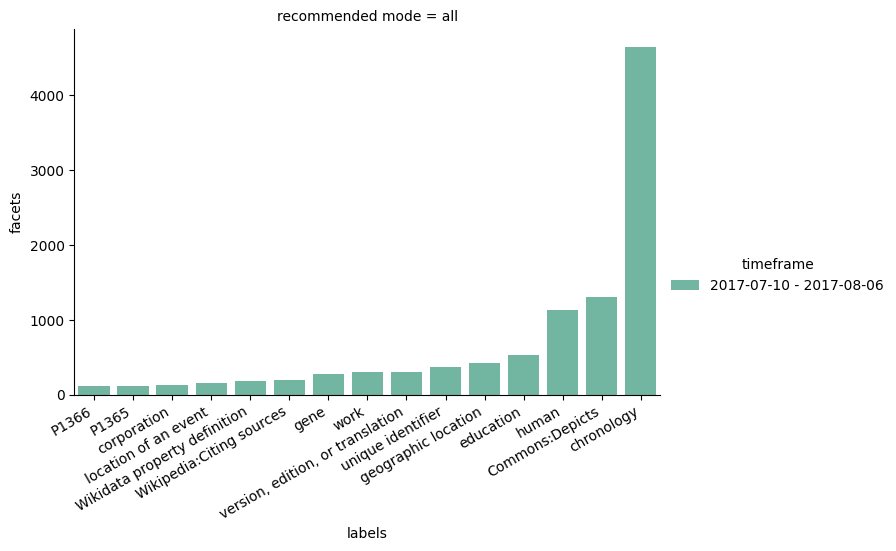 recommended mode = all
facets
4000
3000
2000
1000
0
P1366
P1365
corporation
location of an event
Wikidata property definition
Wikipedia:Citing sources
gene
work
version, edition, or translation
unique identifier
geographic location
education
human
Commons:Depicts
chronology
labels
timeframe
2017-07-10 - 2017-08-06